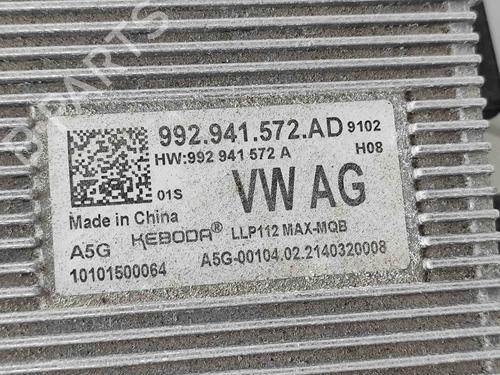 B-PARTS
992.941.572.AD 9102
HW:992 941 572 A H08
01S VW AG
Made in China
A5G KEBODA® LLP112 MAX-MQB
10101500064 A5G-00104.02.2140320008